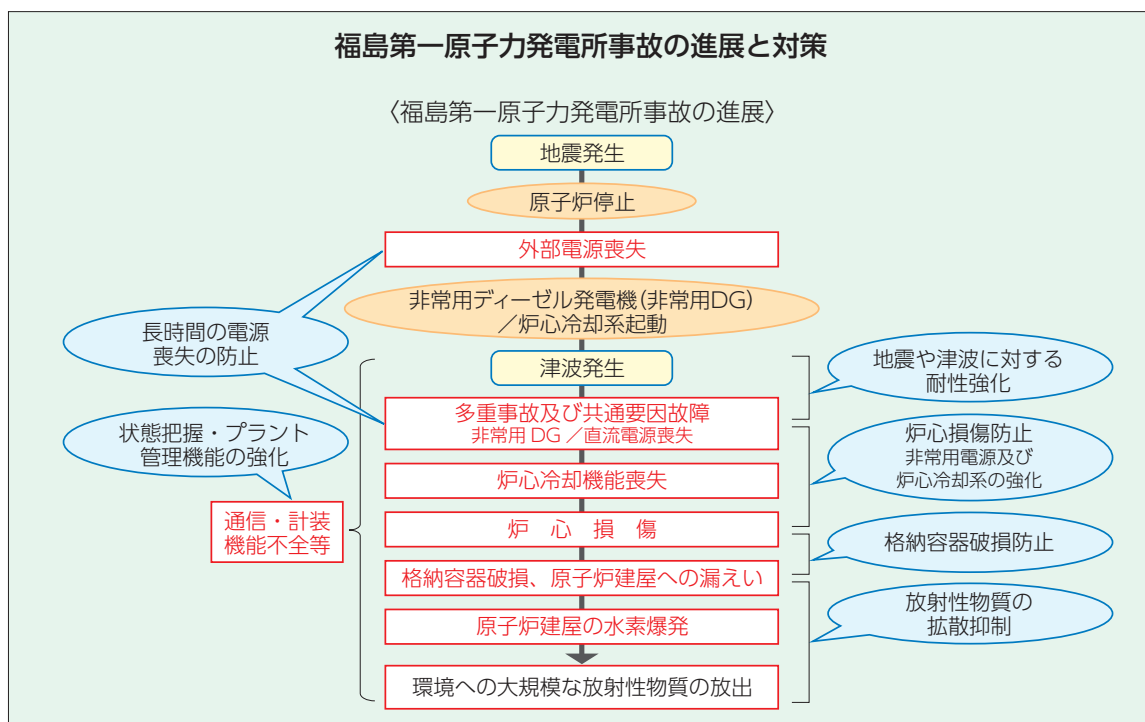 福島第一原子力発電所事故の進展と対策
〈福島第一原子力発電所事故の進展〉
地震発生
原子炉停止
外部電源喪失
非常用ディーゼル発電機(非常用DG)
／炉心冷却系起動
長時間の電源
喪失の防止
津波発生
地震や津波に対する
耐性強化
多重事故及び共通要因故障
非常用 DG ／直流電源喪失
状態把握・プラント
管理機能の強化
炉心損傷防止
非常用電源及び
炉心冷却系の強化
炉心冷却機能喪失
通信・計装
機能不全等
炉　心　損　傷
格納容器破損防止
格納容器破損、原子炉建屋への漏えい
放射性物質の
拡散抑制
原子炉建屋の水素爆発
環境への大規模な放射性物質の放出